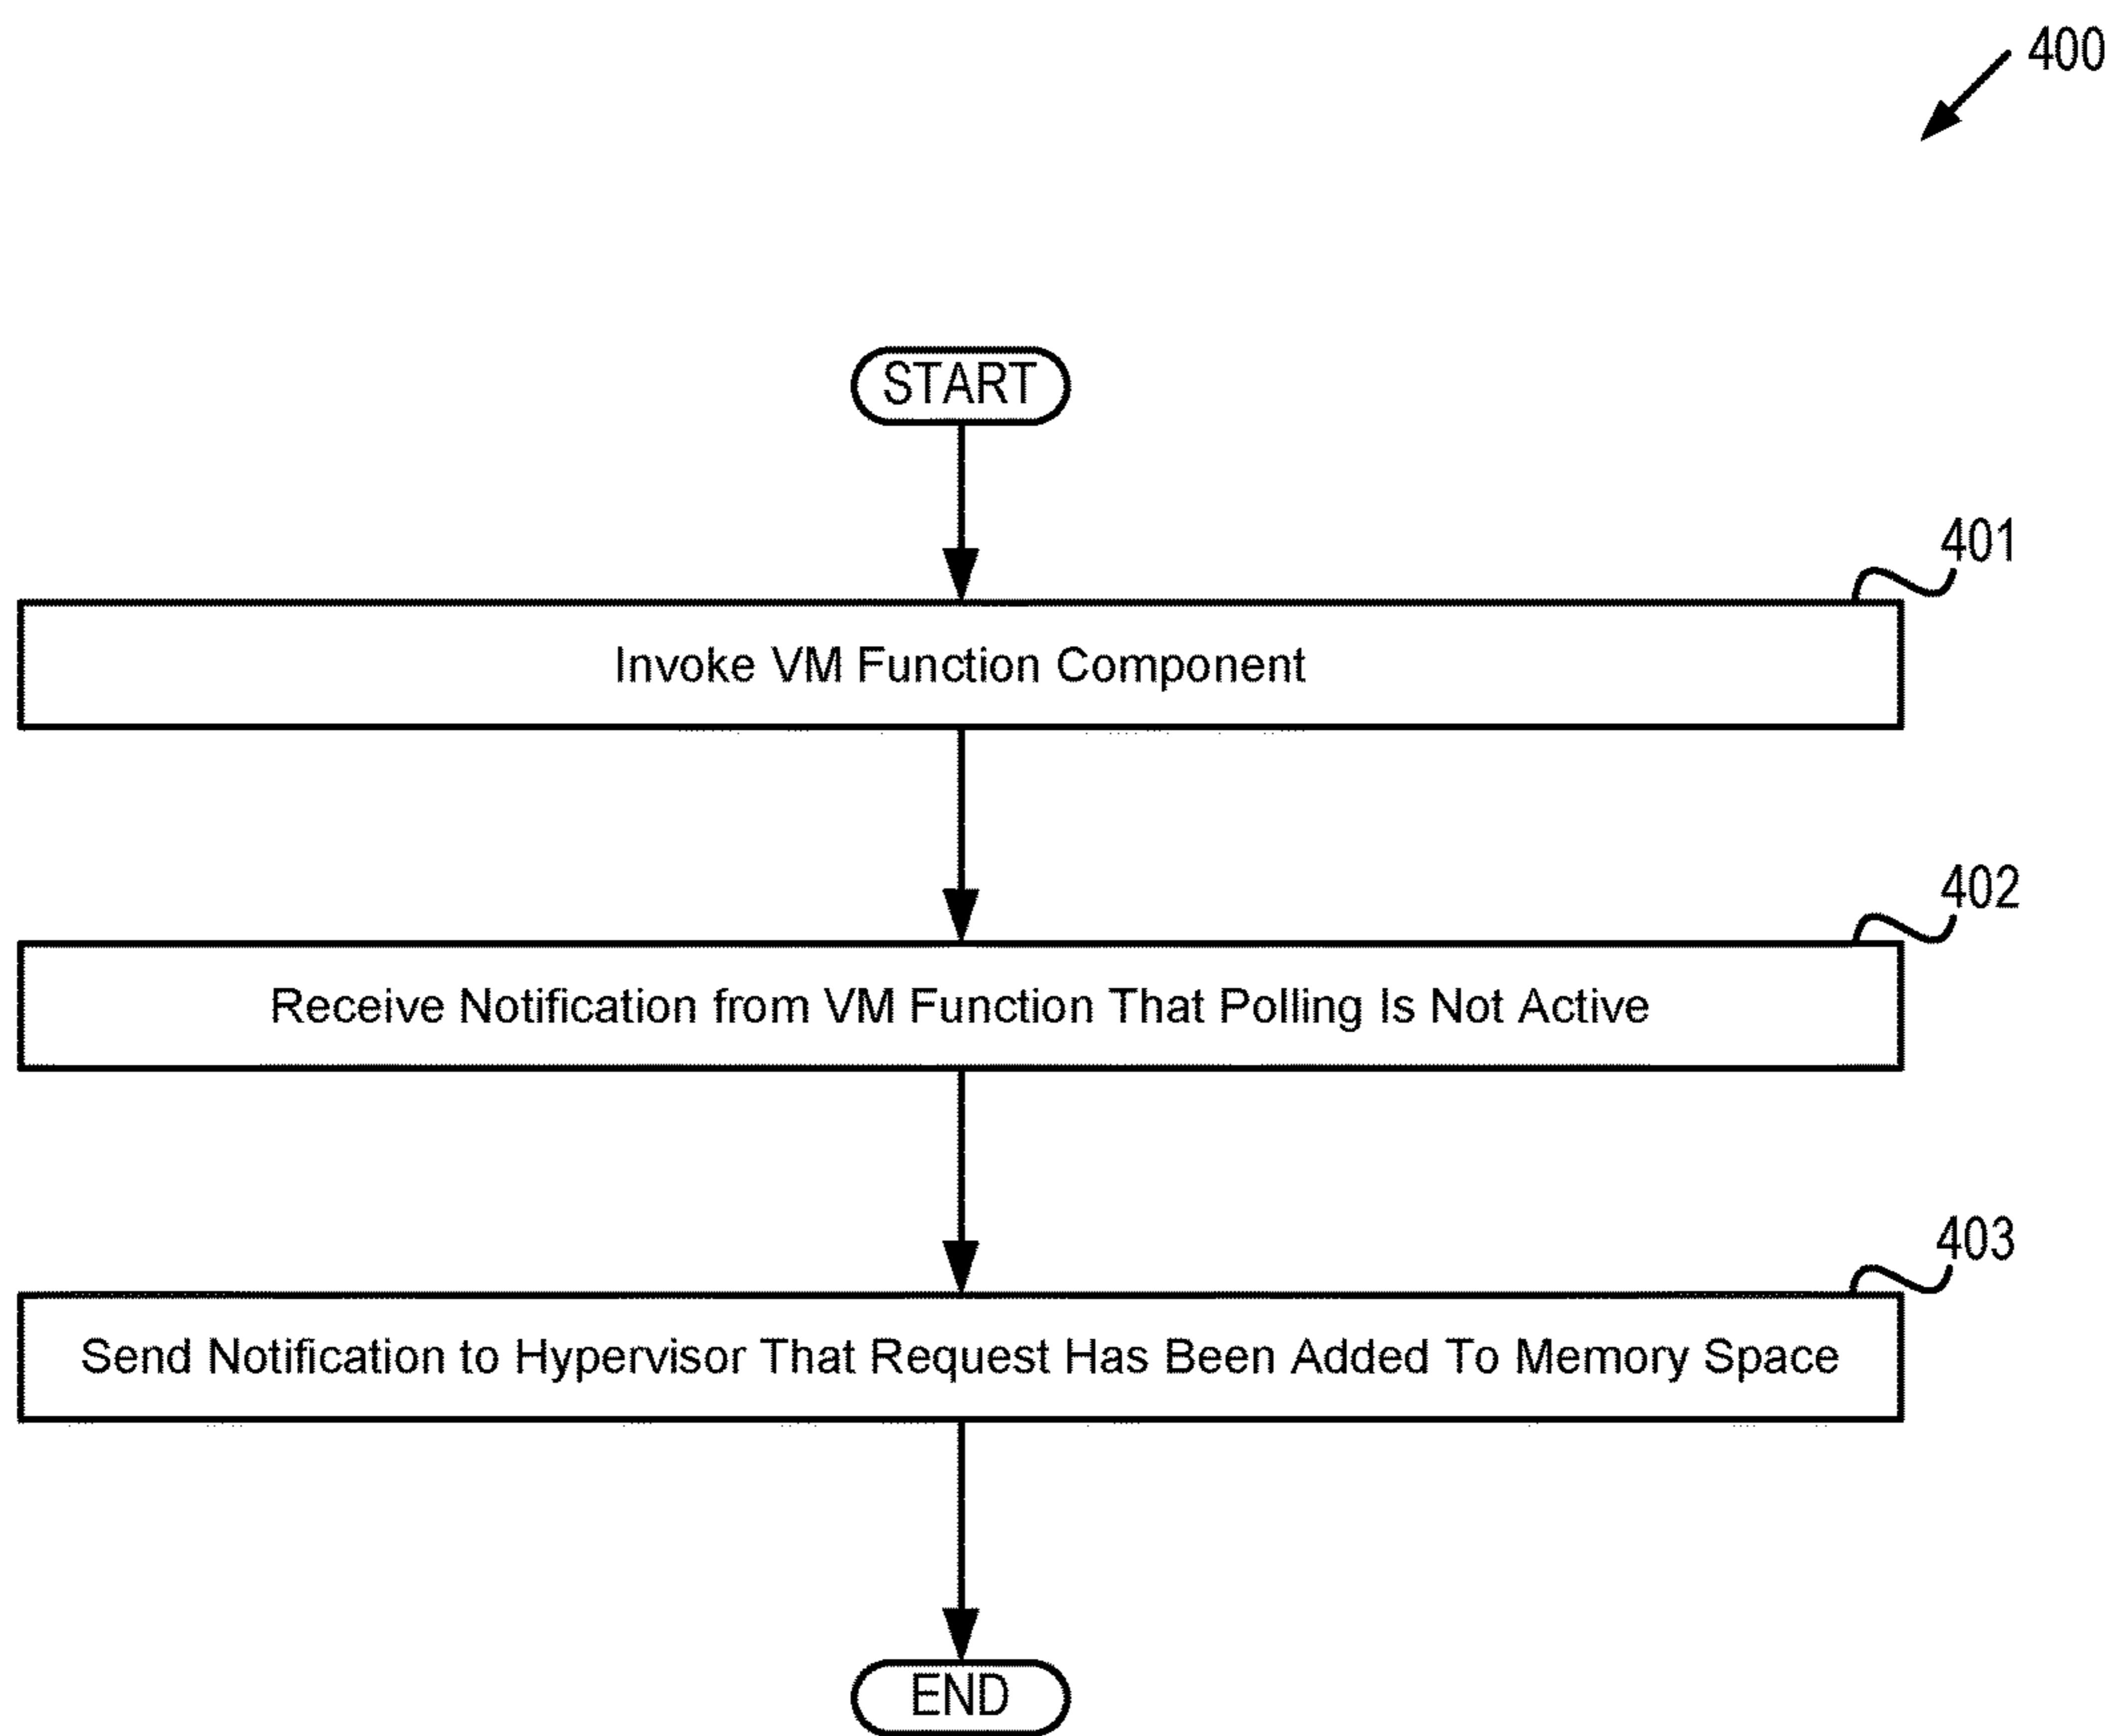 400
START
401
Invoke VM Function Component
402
Receive Notification from VM Function That Polling Is Not Active
403
Send Notification to Hypervisor That Request Has Been Added To Memory Space
END